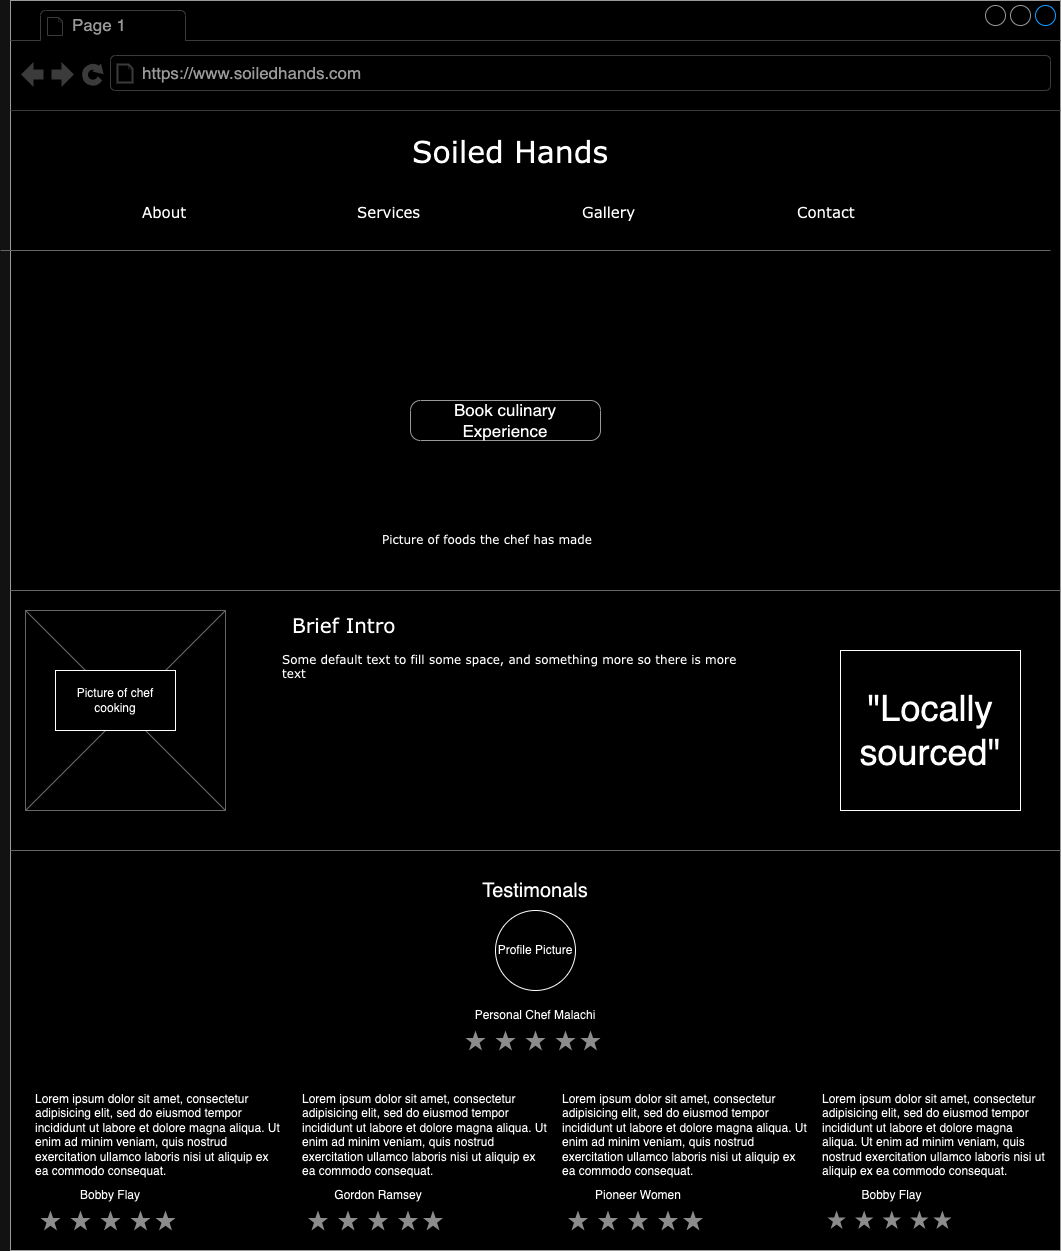 Page 1
https://www.soiledhands.com
Soiled Hands
About Services Gallery Contact
Book culinary
Experience
Picture of foods the chef has made
Brief Intro
Some default text to fill some space, and something more so there is more
text
Picture of chef
cooking
"Locally
sourced"
Testimonals
Profile Picture
Personal Chef Malachi
Lorem ipsum dolor sit amet, consectetur
adipisicing elit, sed do eiusmod tempor
incididunt ut labore et dolore magna aliqua. Ut
enim ad minim veniam, quis nostrud
exercitation ullamco laboris nisi ut aliquip ex
ea commodo consequat.
Bobby Flay
Lorem ipsum dolor sit amet, consectetur
adipisicing elit, sed do eiusmod tempor
incididunt ut labore et dolore magna aliqua. Ut
enim ad minim veniam, quis nostrud
exercitation ullamco laboris nisi ut aliquip ex
ea commodo consequat.
Gordon Ramsey
Lorem ipsum dolor sit amet, consectetur
adipisicing elit, sed do eiusmod tempor
incididunt ut labore et dolore magna aliqua. Ut
enim ad minim veniam, quis nostrud
exercitation ullamco laboris nisi ut aliquip ex
ea commodo consequat.
Pioneer Women
Lorem ipsum dolor sit amet, consectetur
adipisicing elit, sed do eiusmod tempor
incididunt ut labore et dolore magna
aliqua. Ut enim ad minim veniam, quis
nostrud exercitation ullamco laboris nisi ut
aliquip ex ea commodo consequat.
Bobby Flay